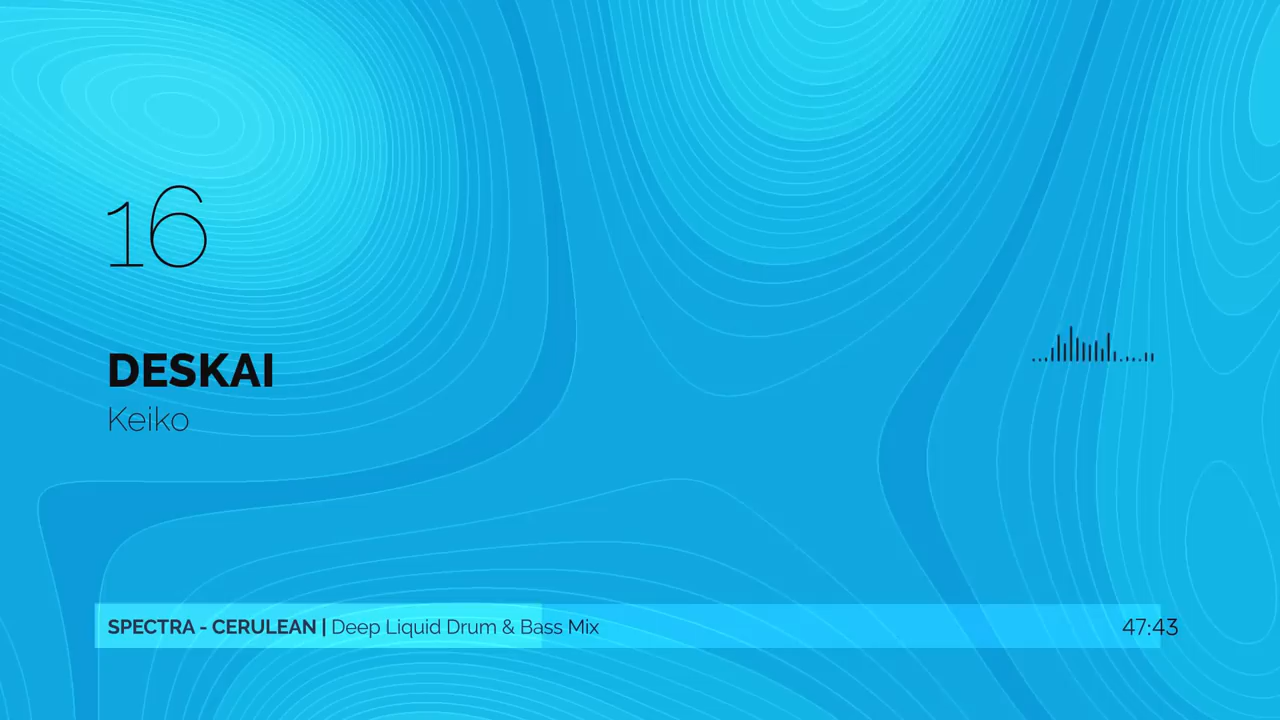 16
DESKAI
Keiko
SPECTRA - CERULEAN | Deep Liquid Drum & Bass Mix
47:43